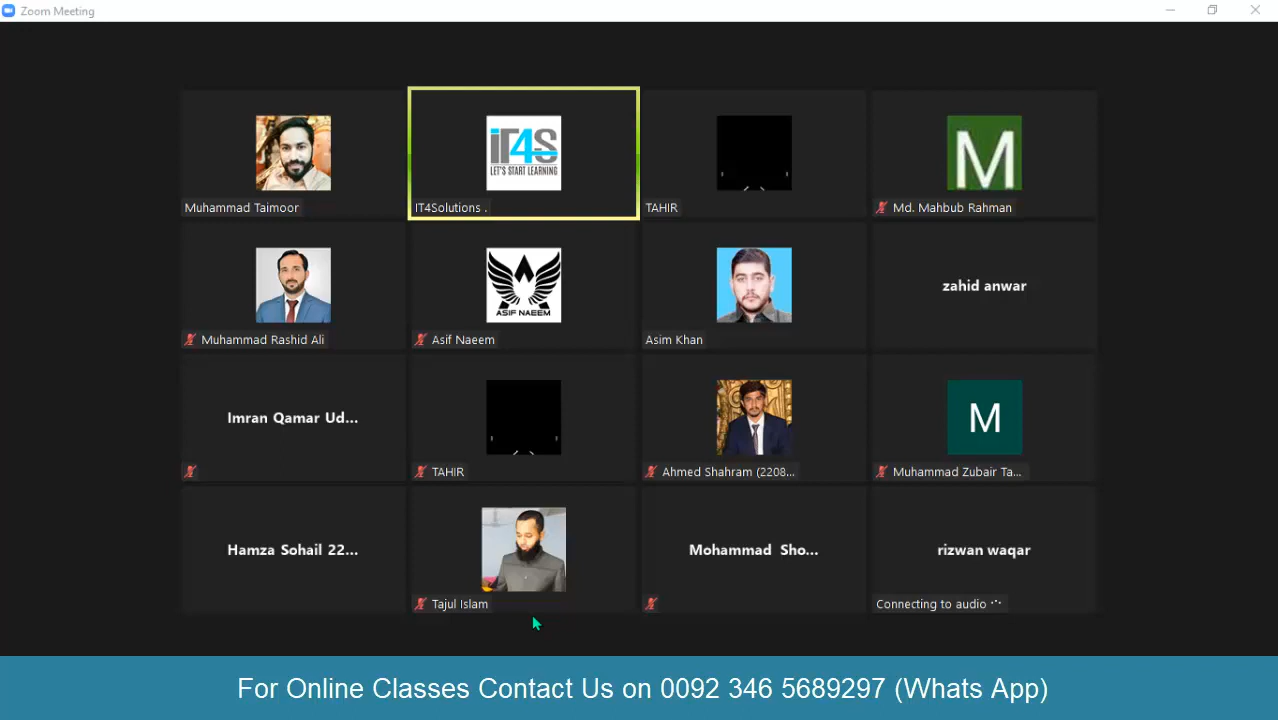 Zoom Meeting
iT4S
LET'S START LEARNING
M
Muhammad Taimoor
IT4Solutions .
TAHIR
Md. Mahbub Rahman
ASIF NAEEM
zahid anwar
Muhammad Rashid Ali
Asif Naeem
Asim Khan
Imran Qamar Ud...
M
TAHIR
Ahmed Shahram (2208...
Muhammad Zubair Ta...
Hamza Sohail 22...
Mohammad Sho...
rizwan waqar
Tajul Islam
Connecting to audio
For Online Classes Contact Us on 0092 346 5689297 (Whats App)